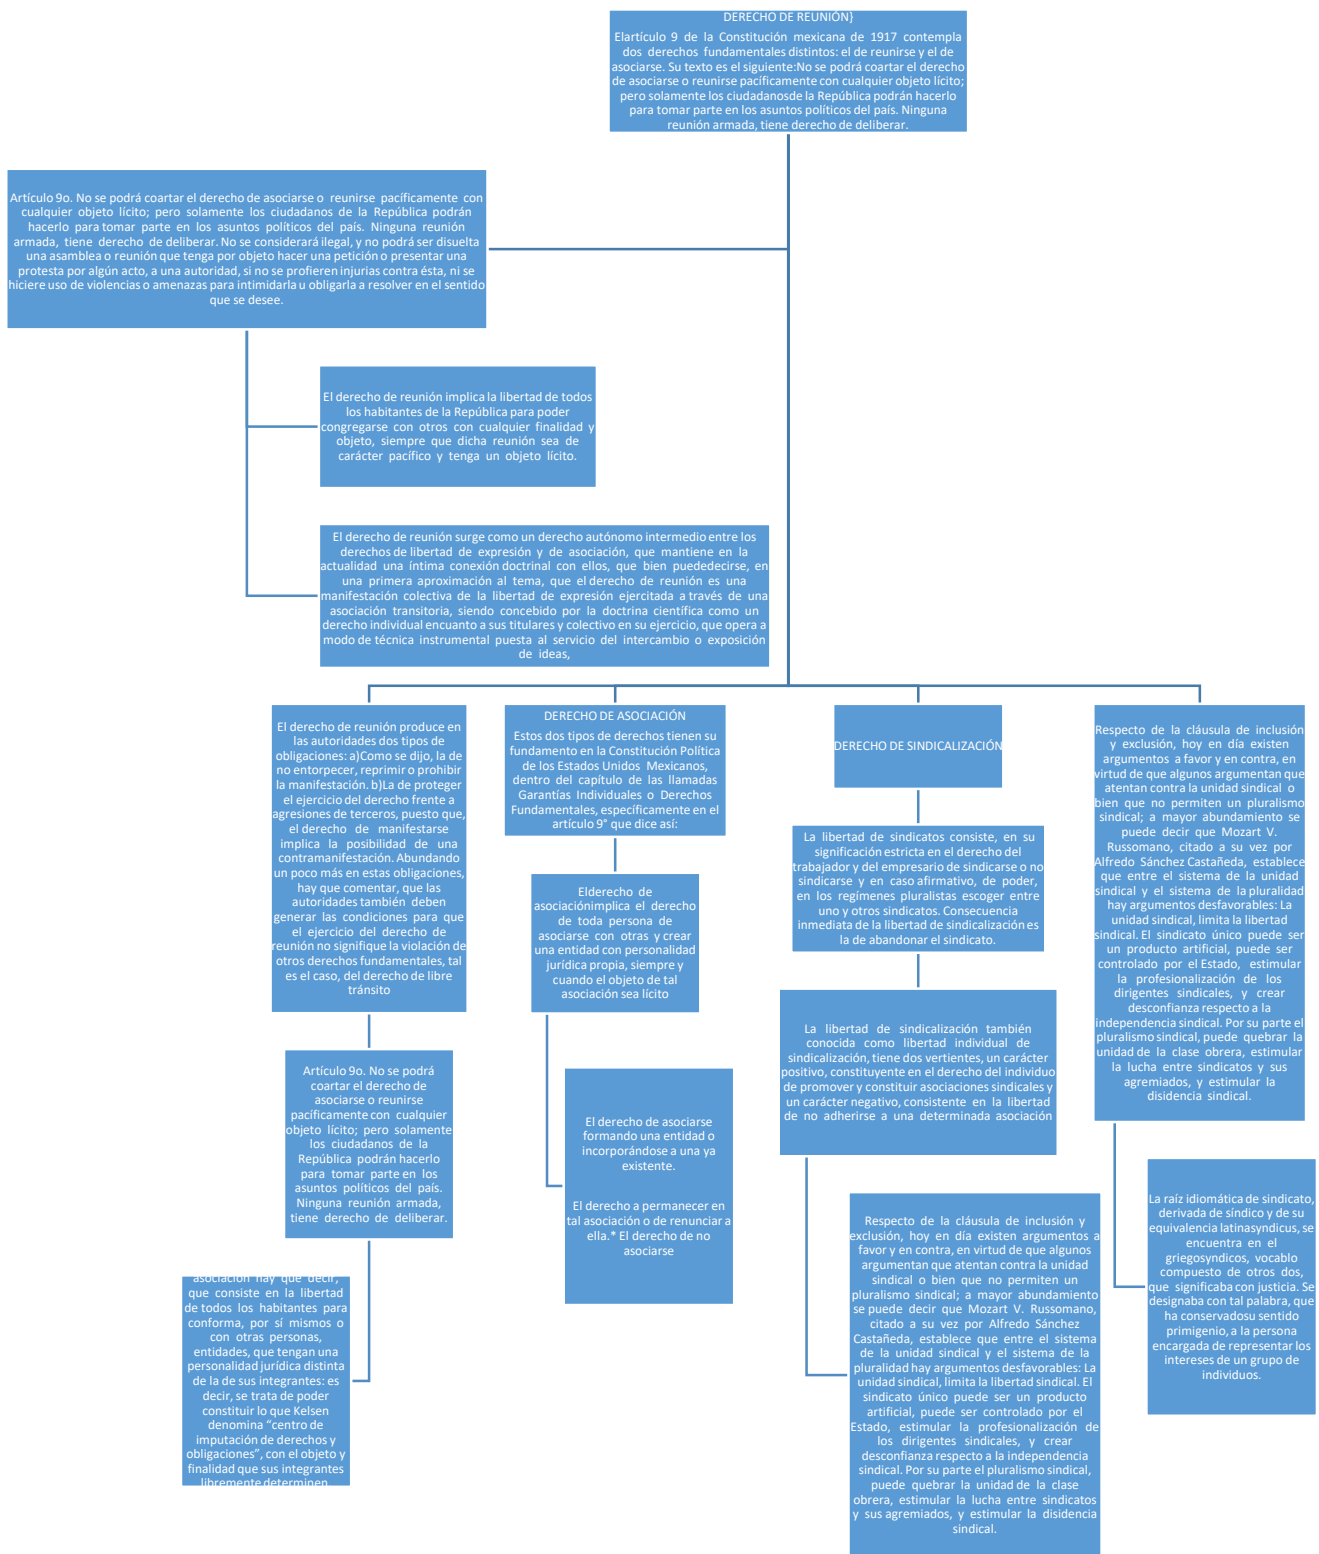 DERECHO DE REUNIÓN}
Elartículo 9 de la Constitución mexicana de 1917 contempla
dos derechos fundamentales distintos: el de reunirse y el de
asociarse. Su texto es el siguiente:No se podrá coartar el derecho
de asociarse o reunirse pacíficamente con cualquier objeto lícito;
pero solamente los ciudadanosde la República podrán hacerlo
para tomar parte en los asuntos políticos del país. Ninguna
reunión armada, tiene derecho de deliberar.
Artículo 9o. No se podrá coartar el derecho de asociarse o reunirse pacíficamente con
cualquier objeto lícito; pero solamente los ciudadanos de la República podrán
hacerlo para tomar parte en los asuntos políticos del país. Ninguna reunión
armada, tiene derecho de deliberar. No se considerará ilegal, y no podrá ser disuelta
una asamblea o reunión que tenga por objeto hacer una petición o presentar una
protesta por algún acto, a una autoridad, si no se profieren injurias contra ésta, ni se
hiciere uso de violencias o amenazas para intimidarla u obligarla a resolver en el sentido
que se desee.
El derecho de reunión implica la libertad de todos
los habitantes de la República para poder
congregarse con otros con cualquier finalidad y
objeto, siempre que dicha reunión sea de
carácter pacífico y tenga un objeto lícito.
El derecho de reunión surge como un derecho autónomo intermedio entre los
derechos de libertad de expresión y de asociación, que mantiene en la
actualidad una íntima conexión doctrinal con ellos, que bien puededecirse, en
una primera aproximación al tema, que el derecho de reunión es una
manifestación colectiva de la libertad de expresión ejercitada a través de una
asociación transitoria, siendo concebido por la doctrina científica como un
derecho individual encuanto a sus titulares y colectivo en su ejercicio, que opera a
modo de técnica instrumental puesta al servicio del intercambio o exposición
de ideas,
El derecho de reunión produce en
las autoridades dos tipos de
obligaciones: a)Como se dijo, la de
no entorpecer, reprimir o prohibir
la manifestación. b)La de proteger
el ejercicio del derecho frente a
agresiones de terceros, puesto que,
el derecho de manifestarse
implica la posibilidad de una
contramanifestación. Abundando
un poco más en estas obligaciones,
hay que comentar, que las
autoridades también deben
generar las condiciones para que
el ejercicio del derecho de
reunión no signifique la violación de
otros derechos fundamentales, tal
es el caso, del derecho de libre
tránsito
Artículo 9o. No se podrá
coartar el derecho de
asociarse o reunirse
pacíficamente con cualquier
objeto lícito; pero solamente
los ciudadanos de la
República podrán hacerlo
para tomar parte en los
asuntos políticos del país.
Ninguna reunión armada,
tiene derecho de deliberar.
asociación hay que decir,
que consiste en la libertad
de todos los habitantes para
conforma, por sí mismos o
con otras personas,
entidades, que tengan una
personalidad jurídica distinta
de la de sus integrantes: es
decir, se trata de poder
constituir lo que Kelsen
denomina “centro de
imputación de derechos y
obligaciones”, con el objeto y
finalidad que sus integrantes
libremente determinen
DERECHO DE ASOCIACIÓN
Estos dos tipos de derechos tienen su
fundamento en la Constitución Política
de los Estados Unidos Mexicanos,
dentro del capítulo de las llamadas
Garantías Individuales o Derechos
Fundamentales, específicamente en el
artículo 9° que dice así:
Elderecho de
asociaciónimplica el derecho
de toda persona de
asociarse con otras y crear
una entidad con personalidad
jurídica propia, siempre y
cuando el objeto de tal
asociación sea lícito
El derecho de asociarse
formando una entidad o
incorporándose a una ya
existente.
El derecho a permanecer en
tal asociación o de renunciar a
ella.* El derecho de no
asociarse
DERECHO DE SINDICALIZACIÓN
La libertad de sindicatos consiste, en su
significación estricta en el derecho del
trabajador y del empresario de sindicarse o no
sindicarse y en caso afirmativo, de poder,
en los regímenes pluralistas escoger entre
uno y otros sindicatos. Consecuencia
inmediata de la libertad de sindicalización es
la de abandonar el sindicato.
La libertad de sindicalización también
conocida como libertad individual de
sindicalización, tiene dos vertientes, un carácter
positivo, constituyente en el derecho del individuo
de promover y constituir asociaciones sindicales y
un carácter negativo, consistente en la libertad
de no adherirse a una determinada asociación
Respecto de la cláusula de inclusión y
exclusión, hoy en día existen argumentos a
favor y en contra, en virtud de que algunos
argumentan que atentan contra la unidad
sindical o bien que no permiten un
pluralismo sindical; a mayor abundamiento
se puede decir que Mozart V. Russomano,
citado a su vez por Alfredo Sánchez
Castañeda, establece que entre el sistema
de la unidad sindical y el sistema de la
pluralidad hay argumentos desfavorables: La
unidad sindical, limita la libertad sindical. El
sindicato único puede ser un producto
artificial, puede ser controlado por el
Estado, estimular la profesionalización de
los dirigentes sindicales, y crear
desconfianza respecto a la independencia
sindical. Por su parte el pluralismo sindical,
puede quebrar la unidad de la clase
obrera, estimular la lucha entre sindicatos
y sus agremiados, y estimular la disidencia
sindical.
Respecto de la cláusula de inclusión
y exclusión, hoy en día existen
argumentos a favor y en contra, en
virtud de que algunos argumentan que
atentan contra la unidad sindical o
bien que no permiten un pluralismo
sindical; a mayor abundamiento se
puede decir que Mozart V.
Russomano, citado a su vez por
Alfredo Sánchez Castañeda, establece
que entre el sistema de la unidad
sindical y el sistema de la pluralidad
hay argumentos desfavorables: La
unidad sindical, limita la libertad
sindical. El sindicato único puede ser
un producto artificial, puede ser
controlado por el Estado, estimular
la profesionalización de los
dirigentes sindicales, y crear
desconfianza respecto a la
independencia sindical. Por su parte el
pluralismo sindical, puede quebrar la
unidad de la clase obrera, estimular
la lucha entre sindicatos y sus
agremiados, y estimular la
disidencia sindical.
La raíz idiomática de sindicato,
derivada de síndico y de su
equivalencia latinasyndicus, se
encuentra en el
griegosyndicos, vocablo
compuesto de otros dos,
que significaba con justicia. Se
designaba con tal palabra, que
ha conservadosu sentido
primigenio, a la persona
encargada de representar los
intereses de un grupo de
individuos.